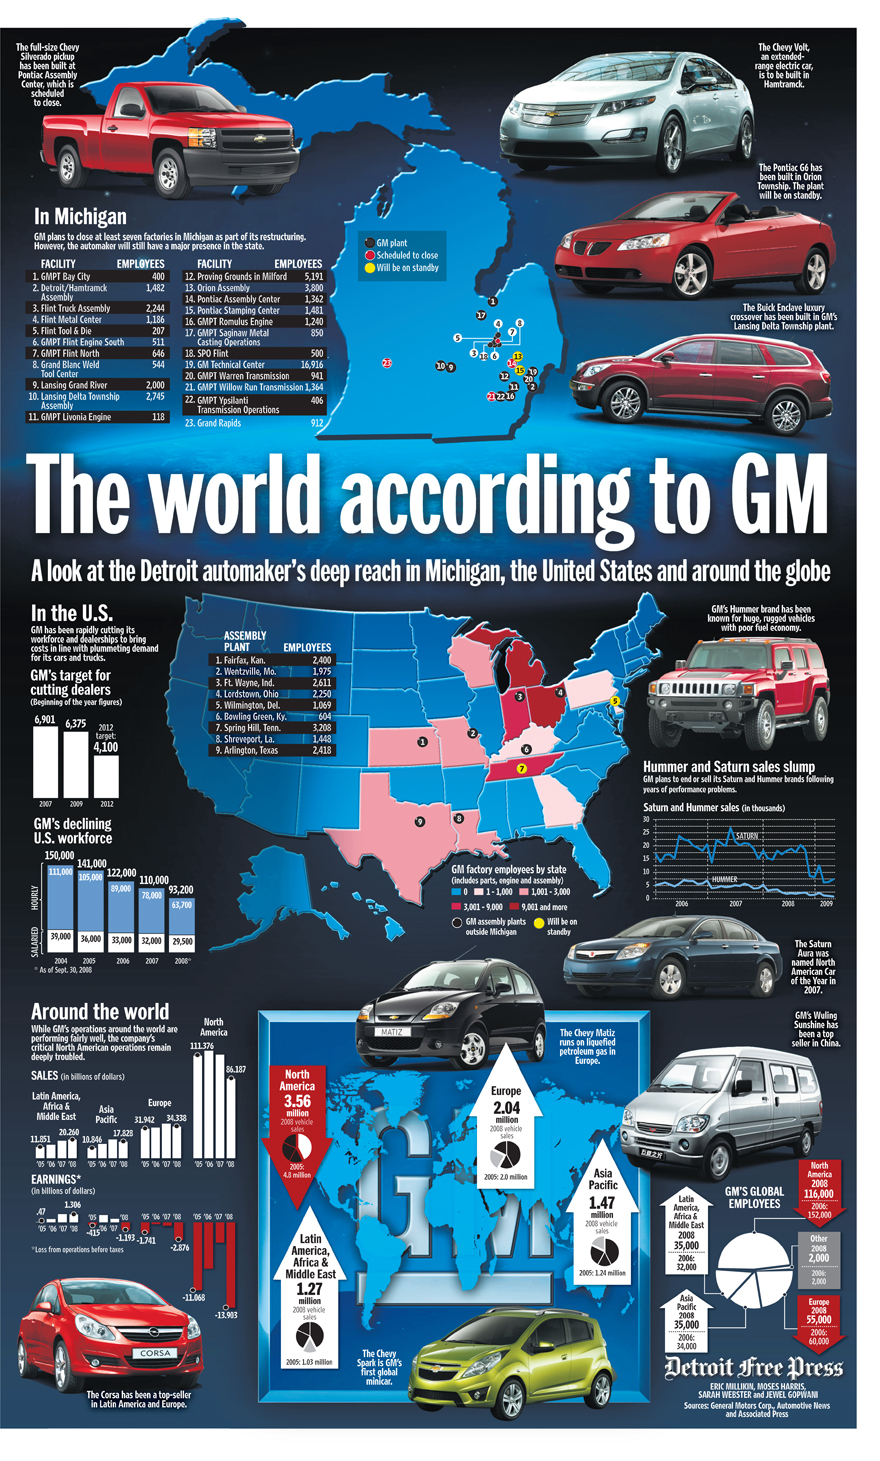 The full-size Chevy
Silverado pickup
has been built at
Pontiac Assembly
Center, which is
scheduled
to close.
The Chevy Volt,
an extended-
range electric car,
is to be built in
Hamtramck.
The Pontiac G6 has
been built in Orion
Township. The plant
will be on standby.
The Buick Enclave luxury
crossover has been built in GM's
Lansing Delta Township plant.
In Michigan
GM plans to close at least seven factories in Michigan as part of its restructuring.
However, the automaker will still have a major presence in the state.
FACILITY EMPLOYEES
1. GMPT Bay City 400
2. Detroit/Hamtramck 1,482
Assembly
3. Flint Truck Assembly 2,244
4. Flint Metal Center 1,186
5. Flint Tool & Die 207
6. GMPT Flint Engine South 511
7. GMPT Flint North 646
8. Grand Blanc Weld 544
Tool Center
9. Lansing Grand River 2,000
10. Lansing Delta Township 2,745
Assembly
11. GMPT Livonia Engine 118
FACILITY EMPLOYEES
12. Proving Grounds in Milford 5,191
13. Orion Assembly 3,800
14. Pontiac Assembly Center 1,362
15. Pontiac Stamping Center 1,481
16. GMPT Romulus Engine 1,240
17. GMPT Saginaw Metal 850
Casting Operations
18. SPO Flint 500
19. GM Technical Center 16,916
20. GMPT Warren Transmission 941
21. GMPT Willow Run Transmission 1,364
22. GMPT Ypsilanti 406
Transmission Operations
23. Grand Rapids 912
GM plant
Scheduled to close
Will be on standby
1
17
4 8
5 7
3 18 6
23
10 9
13
14
15 19
12 20
11 2
21 22 16
The world according to GM
A look at the Detroit automaker's deep reach in Michigan, the United States and around the globe
In the U.S.
GM has been rapidly cutting its
workforce and dealerships to bring
costs in line with plummeting demand
for its cars and trucks.
GM's target for
cutting dealers
(Beginning of the year figures)
6,901 6,375 2012
target:
4,100
2007 2009 2012
GM's declining
U.S. workforce
150,000 141,000 122,000 110,000 93,200
111,000 105,000 89,000 78,000 63,700
HOURLY
39,000 36,000 33,000 32,000 29,500
SALARIED
2004 2005 2006 2007 2008*
* As of Sept. 30, 2008
ASSEMBLY
PLANT EMPLOYEES
1. Fairfax, Kan. 2,400
2. Wentzville, Mo. 1,975
3. Ft. Wayne, Ind. 2,611
4. Lordstown, Ohio 2,250
5. Wilmington, Del. 1,069
6. Bowling Green, Ky. 604
7. Spring Hill, Tenn. 3,208
8. Shreveport, La. 1,448
9. Arlington, Texas 2,418
3 4 5
2
1 6
7
9 8
GM factory employees by state
(includes parts, engine and assembly)
0 1 - 1,000 1,001 - 3,000
3,001 - 9,000 9,001 and more
GM assembly plants
outside Michigan
Will be on
standby
GM's Hummer brand has been
known for huge, rugged vehicles
with poor fuel economy.
Hummer and Saturn sales slump
GM plans to end or sell its Saturn and Hummer brands following
years of performance problems.
Saturn and Hummer sales (in thousands)
30
25
20
15
10
5
0
SATURN
HUMMER
2006 2007 2008 2009
The Saturn
Aura was
named North
American Car
of the Year in
2007.
Around the world
While GM's operations around the world are
performing fairly well, the company's
critical North American operations remain
deeply troubled.
SALES (in billions of dollars)
Latin America,
Africa &
Middle East
11.851 20.260
Asia
Pacific
10.846 17.828
Europe
31.942 34.338
North
America
111.376
86.187
'05 '06 '07 '08 '05 '06 '07 '08 '05 '06 '07 '08 '05 '06 '07 '08
EARNINGS*
(in billions of dollars)
.47 1.306
'05 '06 '07 '08
'05 '06 '07 '08
-415 -1.193
'05 '06 '07 '08
-1.741 -2.876
'05 '06 '07 '08
-11.068
-13.903
*Loss from operations before taxes
CORSA
The Corsa has been a top-seller
in Latin America and Europe.
MATIZ
The Chevy Matiz
runs on liquefied
petroleum gas in
Europe.
GM
North
America
3.56
million
2008 vehicle
sales
2005:
4.8 million
Europe
2.04
million
2008 vehicle
sales
2005: 2.0 million
Asia
Pacific
1.47
million
2008 vehicle
sales
2005: 1.24 million
Latin
America,
Africa &
Middle East
1.27
million
2008 vehicle
sales
2005: 1.03 million
The Chevy
Spark is GM's
first global
minicar.
GM's Wuling
Sunshine has
been a top
seller in China.
GM'S GLOBAL
EMPLOYEES
Latin
America,
Africa &
Middle East
2008
35,000
2006:
32,000
North
America
2008
116,000
2006:
152,000
Other
2008
2,000
2006:
2,000
Asia
Pacific
2008
35,000
2006:
34,000
Europe
2008
55,000
2006:
60,000
Detroit Free Press
ERIC MILLIKIN, MOSES HARRIS,
SARAH WEBSTER and JEWEL GOPWANI
Sources: General Motors Corp., Automotive News
and Associated Press